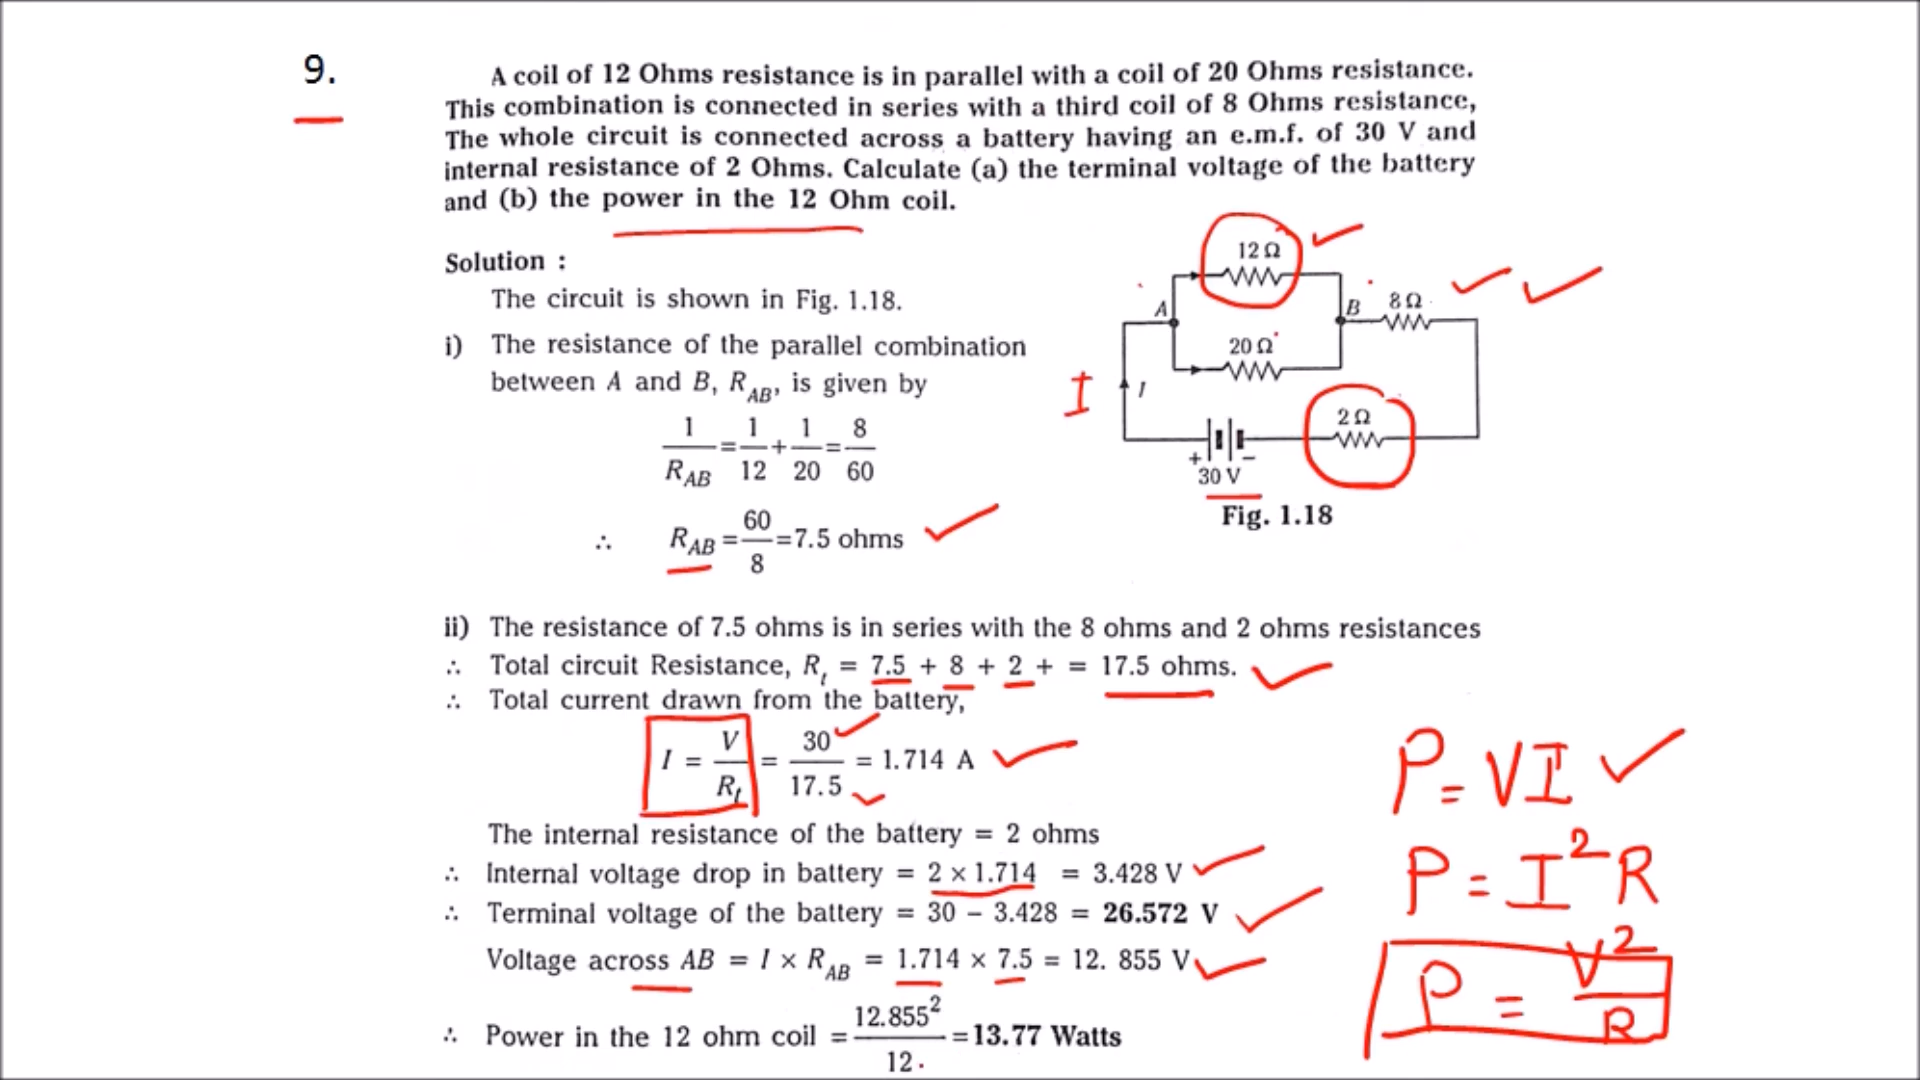 9.
A coil of 12 Ohms resistance is in parallel with a coil of 20 Ohms resistance.
This combination is connected in series with a third coil of 8 Ohms resistance,
The whole circuit is connected across a battery having an e.m.f. of 30 V and
internal resistance of 2 Ohms. Calculate (a) the terminal voltage of the battery
and (b) the power in the 12 Ohm coil.
Solution :
The circuit is shown in Fig. 1.18.
i) The resistance of the parallel combination
between A and B, R_AB, is given by
1/R_AB = 1/12 + 1/20 = 8/60
∴ R_AB = 60/8 = 7.5 ohms
12 Ω
A
B
8 Ω
20 Ω
I
I
2 Ω
+ −
30 V
Fig. 1.18
ii) The resistance of 7.5 ohms is in series with the 8 ohms and 2 ohms resistances
∴ Total circuit Resistance, R_t = 7.5 + 8 + 2 + = 17.5 ohms.
∴ Total current drawn from the battery,
I = V/R_t = 30/17.5 = 1.714 A
The internal resistance of the battery = 2 ohms
∴ Internal voltage drop in battery = 2 × 1.714 = 3.428 V
∴ Terminal voltage of the battery = 30 − 3.428 = 26.572 V
Voltage across AB = I × R_AB = 1.714 × 7.5 = 12. 855 V
∴ Power in the 12 ohm coil = 12.855²/12. = 13.77 Watts
P = VI
P = I²R
P = V²/R